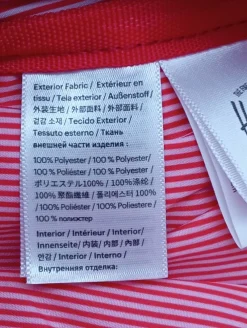 Exterior Fabric / Extérieur en
tissu / Tela exterior / Außenstoff/
外装生地 / 外部面料 / 外部面料 /
겉감 소재 / Tecido Exterior /
Tessuto esterno / Ткань
внешней части изделия :
100% Polyester / 100 % Polyester
100% Poliéster / 100 % Polyester /
ポリエステル100% / 100%涤纶 /
100% 聚酯纖維 / 폴리에스터 100%
/ 100% Poliéster / 100% Poliestere /
100 % полиэстер
Interior / Intérieur / Interior /
Innenseite/ 内装 / 内部 / 內部 /
안감 / Interior / Interno /
Внутренняя отделка: